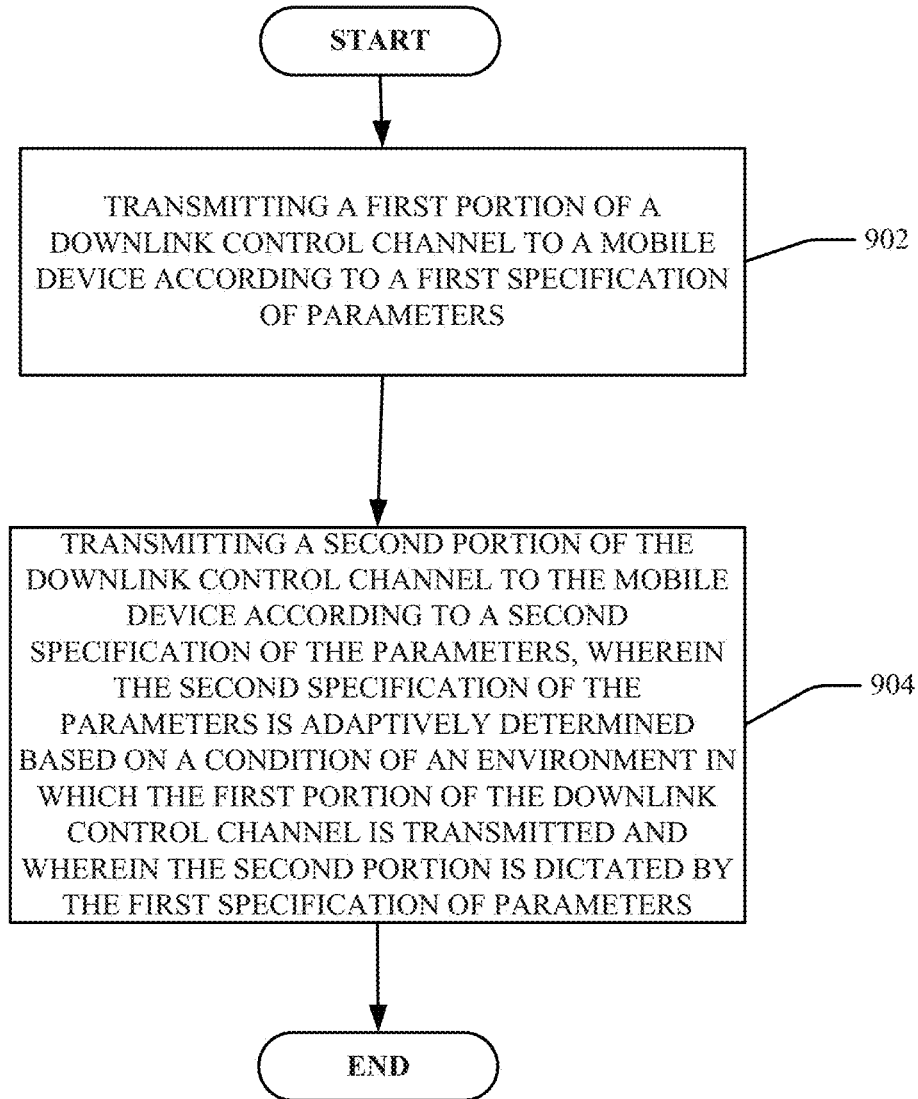 START
TRANSMITTING A FIRST PORTION OF A
DOWNLINK CONTROL CHANNEL TO A MOBILE
DEVICE ACCORDING TO A FIRST SPECIFICATION
OF PARAMETERS
902
TRANSMITTING A SECOND PORTION OF THE
DOWNLINK CONTROL CHANNEL TO THE MOBILE
DEVICE ACCORDING TO A SECOND
SPECIFICATION OF THE PARAMETERS, WHEREIN
THE SECOND SPECIFICATION OF THE
PARAMETERS IS ADAPTIVELY DETERMINED
BASED ON A CONDITION OF AN ENVIRONMENT IN
WHICH THE FIRST PORTION OF THE DOWNLINK
CONTROL CHANNEL IS TRANSMITTED AND
WHEREIN THE SECOND PORTION IS DICTATED BY
THE FIRST SPECIFICATION OF PARAMETERS
904
END